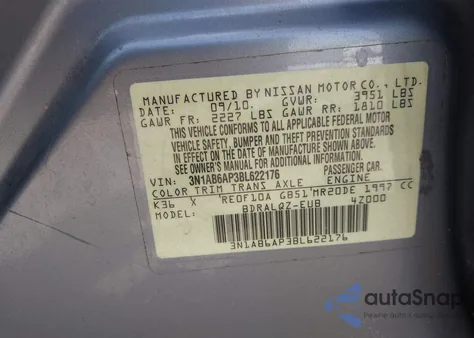 MANUFACTURED BY NISSAN MOTOR CO., LTD.
DATE: 09/10. GVWR: 3951 LBS
GAWR FR: 2227 LBS GAWR RR: 1810 LBS
THIS VEHICLE CONFORMS TO ALL APPLICABLE FEDERAL MOTOR
VEHICLE SAFETY, BUMPER AND THEFT PREVENTION STANDARDS
IN EFFECT ON THE DATE OF MANUFACTURE SHOWN ABOVE.
SEE OWNER'S MANUAL FOR ADDITIONAL INFORMATION
VIN: 3N1AB6AP3BL622176 PASSENGER CAR
COLOR TRIM TRANS AXLE ENGINE
K36 X RE0F10A GB51 MR20DE 1997 CC
MODEL: BDRALQZ-EUB 4Z000
3N1AB6AP3BL622176
autoSnap